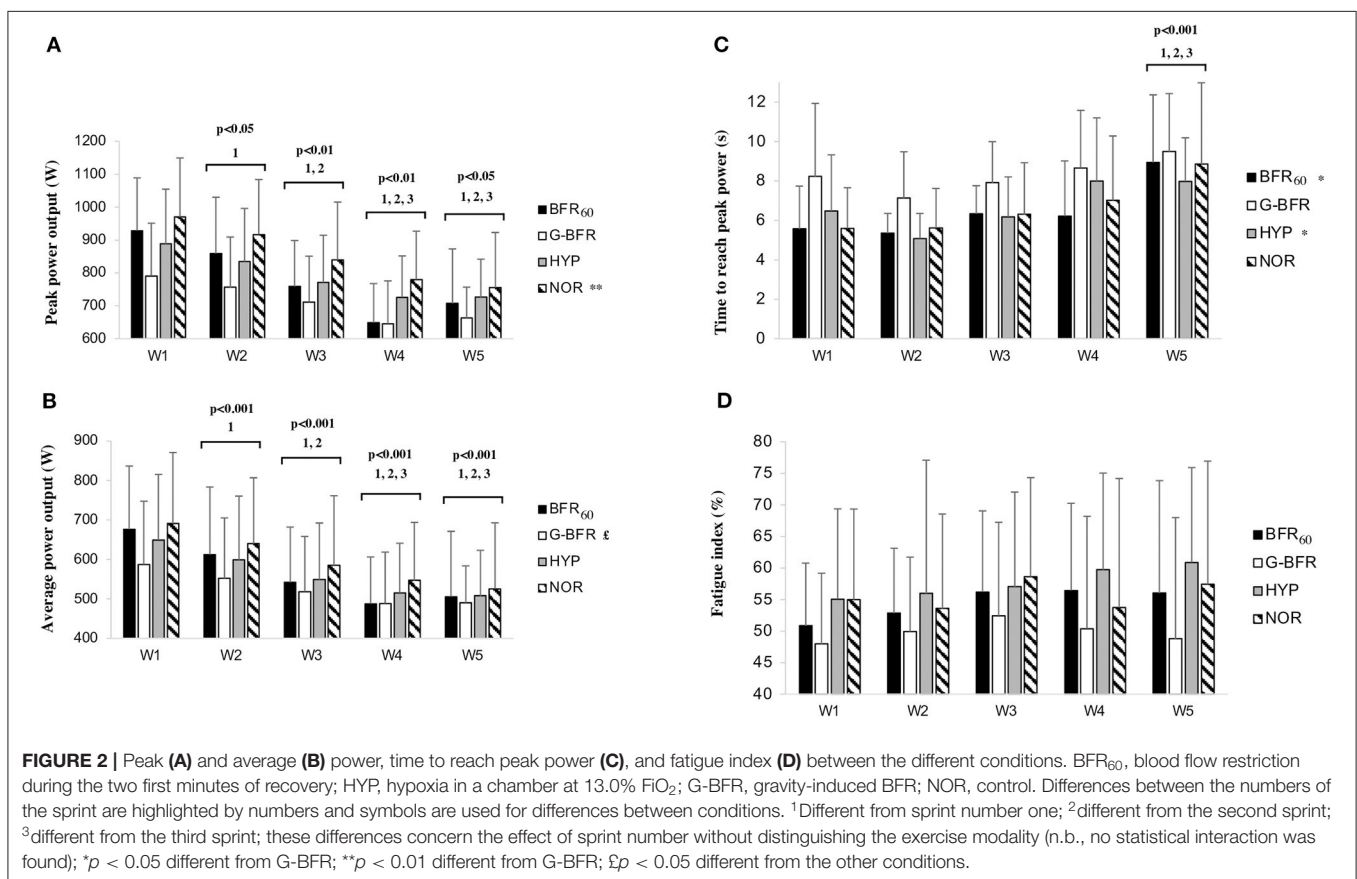 A
p<0.05
1
p<0.01
1, 2
p<0.01
1, 2, 3
p<0.05
1, 2, 3
Peak power output (W)
1200
1100
1000
900
800
700
600
W1 W2 W3 W4 W5
BFR₆₀
G-BFR
HYP
NOR **
B
p<0.001
1
p<0.001
1, 2
p<0.001
1, 2, 3
p<0.001
1, 2, 3
Average power output (W)
900
800
700
600
500
400
W1 W2 W3 W4 W5
BFR₆₀
G-BFR £
HYP
NOR
C
p<0.001
1, 2, 3
Time to reach peak power (s)
12
10
8
6
4
2
0
W1 W2 W3 W4 W5
BFR₆₀ *
G-BFR
HYP *
NOR
D
Fatigue index (%)
80
75
70
65
60
55
50
45
40
W1 W2 W3 W4 W5
BFR₆₀
G-BFR
HYP
NOR
FIGURE 2 | Peak (A) and average (B) power, time to reach peak power (C), and fatigue index (D) between the different conditions. BFR₆₀, blood flow restriction
during the two first minutes of recovery; HYP, hypoxia in a chamber at 13.0% FiO₂; G-BFR, gravity-induced BFR; NOR, control. Differences between the numbers of
the sprint are highlighted by numbers and symbols are used for differences between conditions. ¹Different from sprint number one; ²different from the second sprint;
³different from the third sprint; these differences concern the effect of sprint number without distinguishing the exercise modality (n.b., no statistical interaction was
found); *p < 0.05 different from G-BFR; **p < 0.01 different from G-BFR; £p < 0.05 different from the other conditions.